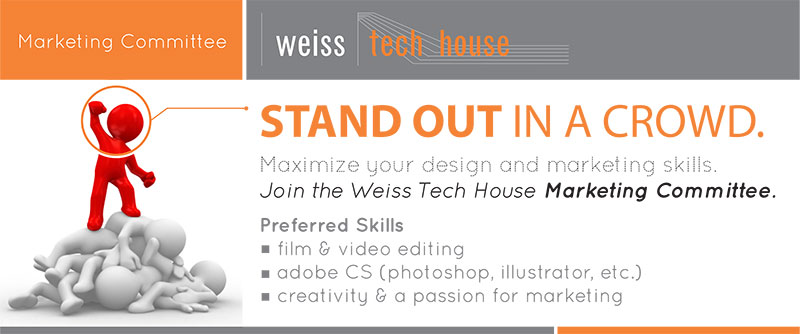 Marketing Committee
weiss tech house
STAND OUT IN A CROWD.
Maximize your design and marketing skills.
Join the Weiss Tech House Marketing Committee.
Preferred Skills
▪ film & video editing
▪ adobe CS (photoshop, illustrator, etc.)
▪ creativity & a passion for marketing